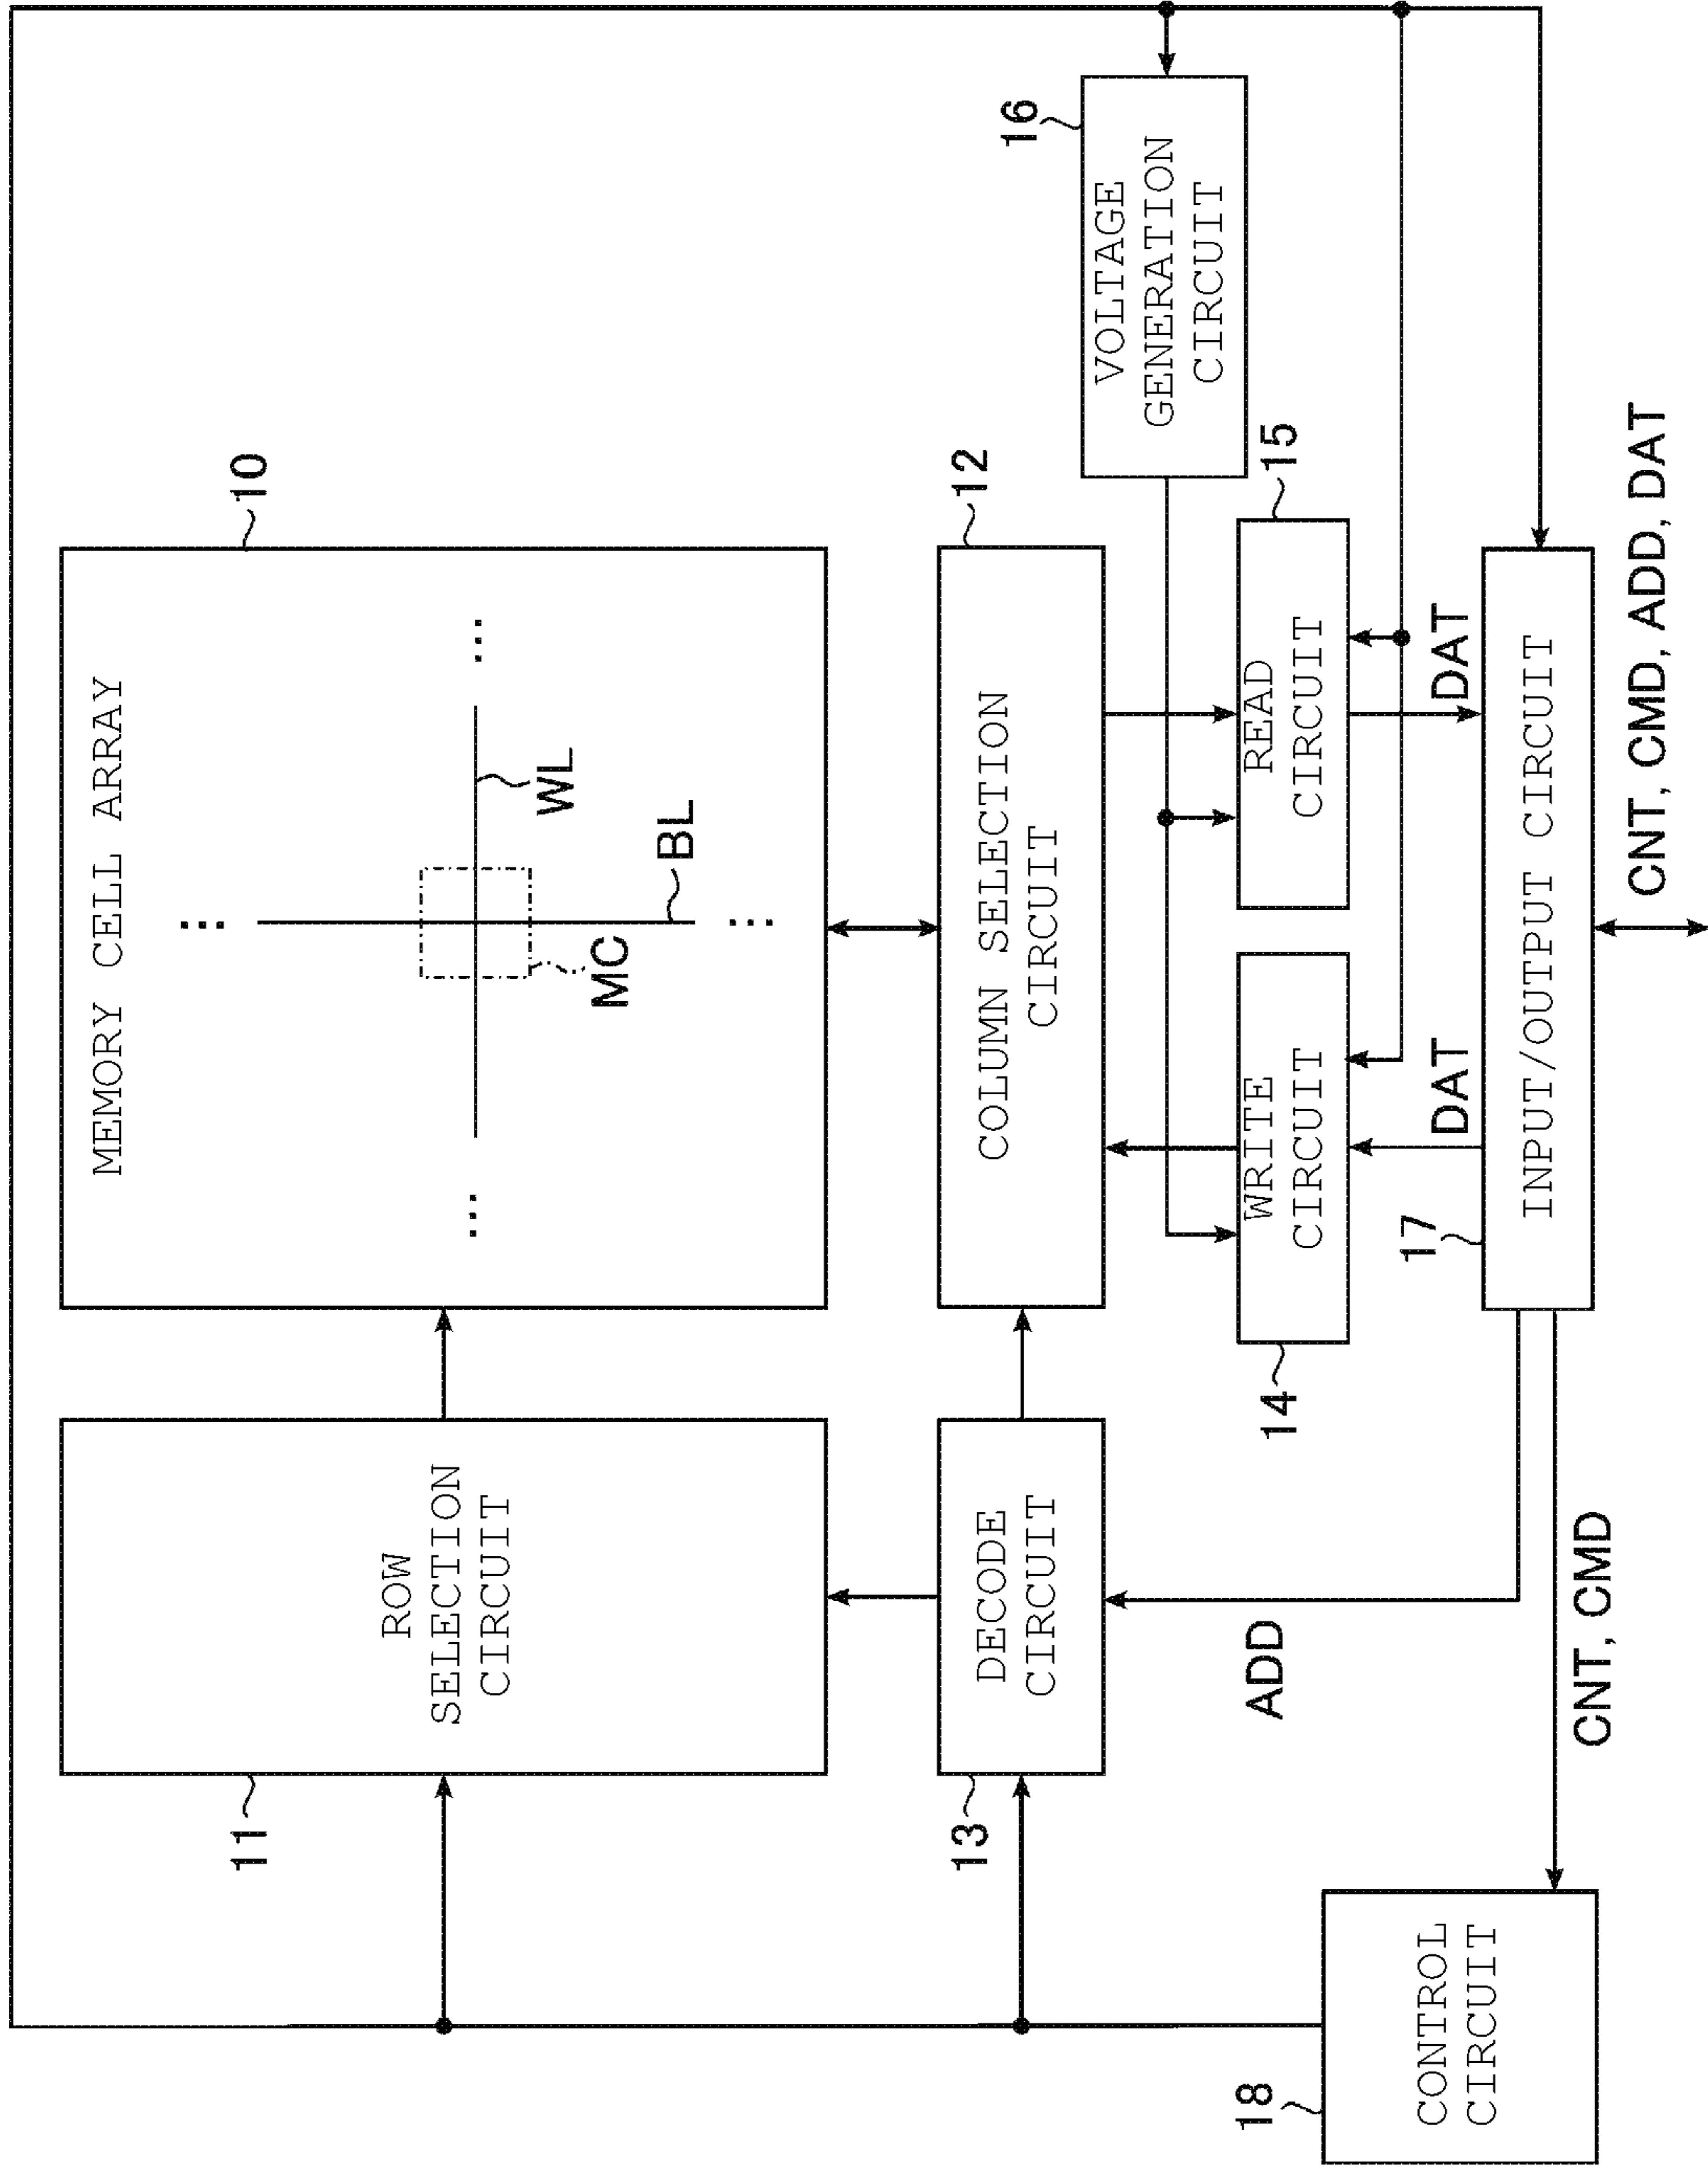 10
MEMORY CELL ARRAY
...
...
WL
MC
BL
...
...
11
ROW
SELECTION
CIRCUIT
12
COLUMN SELECTION
CIRCUIT
13
DECODE
CIRCUIT
16
VOLTAGE
GENERATION
CIRCUIT
14
WRITE
CIRCUIT
15
READ
CIRCUIT
ADD
DAT
DAT
17
INPUT/OUTPUT CIRCUIT
18
CONTROL
CIRCUIT
CNT, CMD
CNT, CMD, ADD, DAT